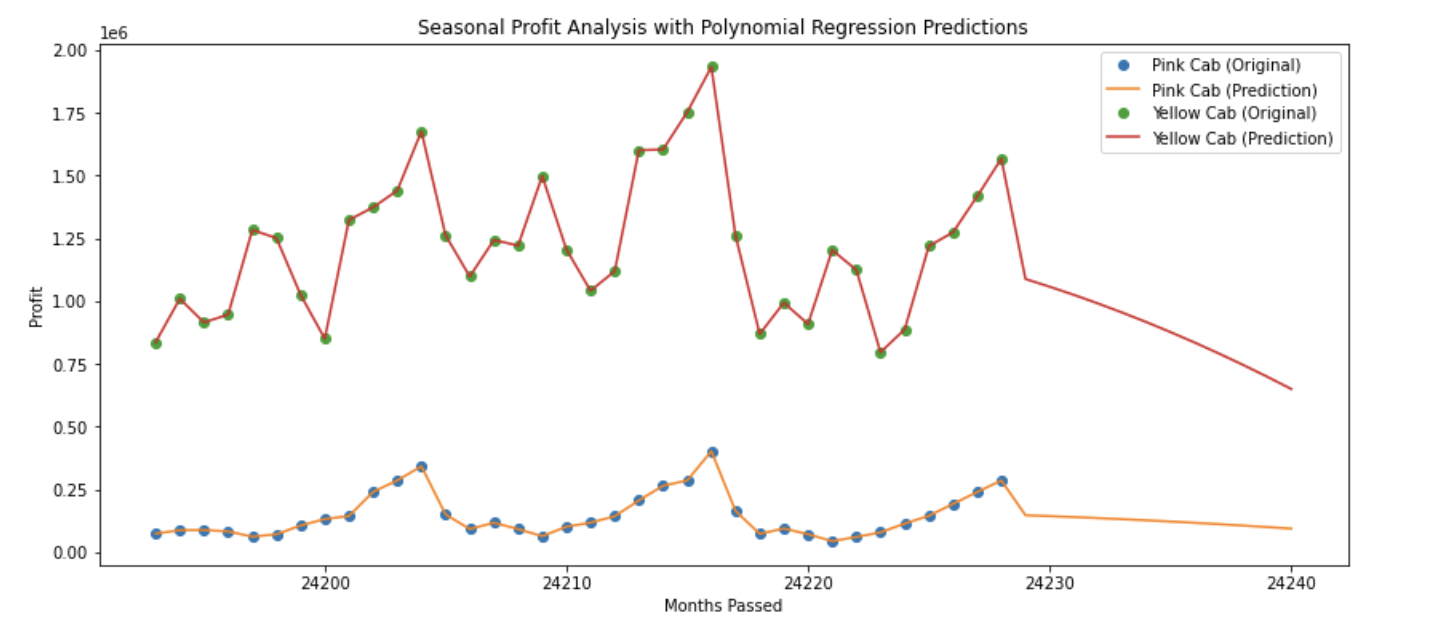 Seasonal Profit Analysis with Polynomial Regression Predictions
1e6
2.00
1.75
1.50
1.25
1.00
0.75
0.50
0.25
0.00
Profit
Pink Cab (Original)
Pink Cab (Prediction)
Yellow Cab (Original)
Yellow Cab (Prediction)
24200 24210 24220 24230 24240
Months Passed